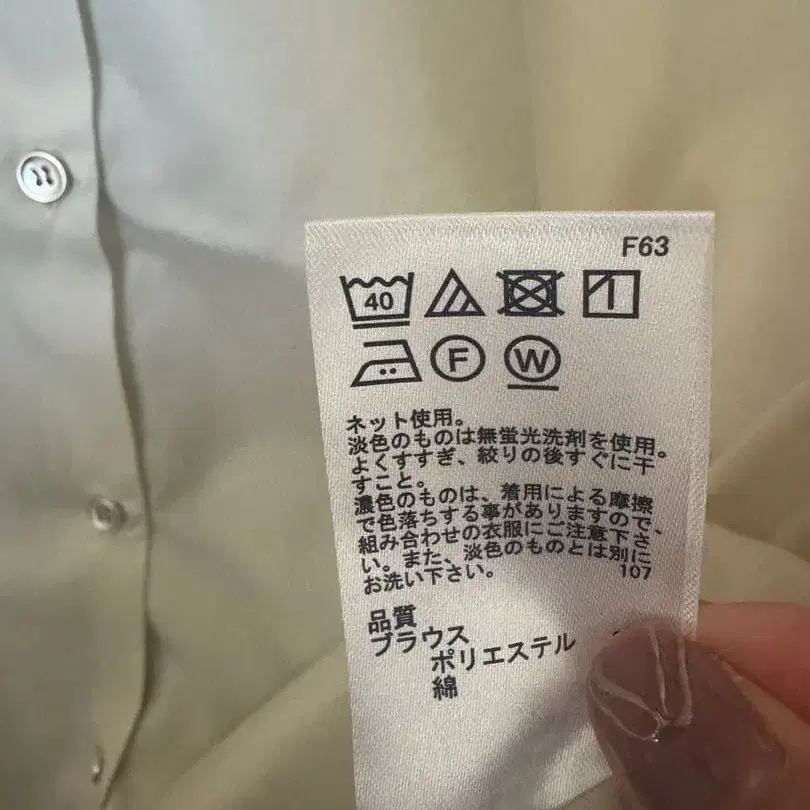 F63
40
F W
ネット使用。
淡色のものは無蛍光洗剤を使用。
よくすすぎ、絞りの後すぐに干
すこと。
濃色のものは、着用による摩擦
で色落ちする事がありますので、
組み合わせの衣服にご注意下さ
い。また、淡色のものとは別に
お洗い下さい。 107
品質
ブラウス
ポリエステル
綿